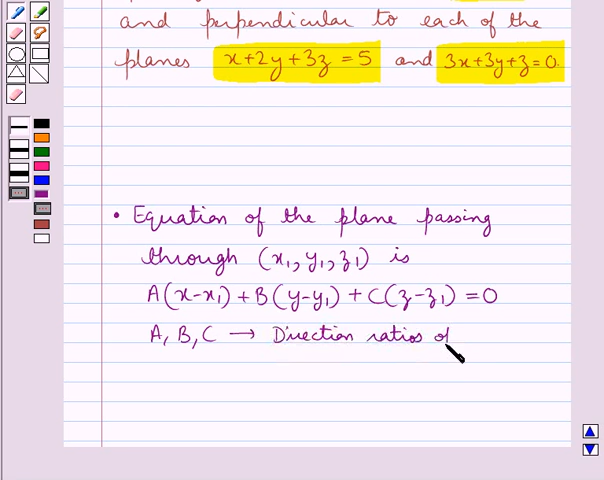 and perpendicular to each of the
planes x+2y+3z=5 and 3x+3y+z=0.
• Equation of the plane passing
through (x₁, y₁, z₁) is
A(x-x₁)+B(y-y₁)+C(z-z₁)=0
A, B, C → Direction ratios of